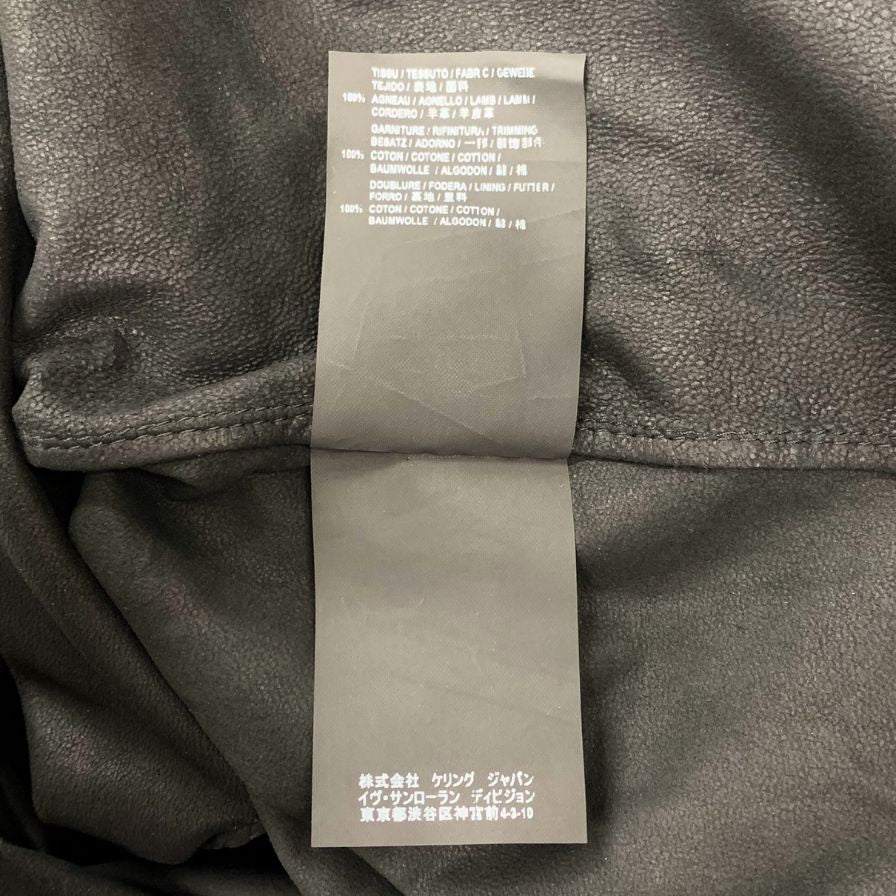 TISSU / TESSUTO / FABRIC / GEWEBE
TEJIDO /表地 / 面料
100% AGNEAU / AGNELLO / LAMB / LAMM /
CORDERO / 羊革 / 羊皮革
GARNITURE / RIFINITURA / TRIMMING
BESATZ / ADORNO / 一部 / 装饰部件
100% COTON / COTONE / COTTON /
BAUMWOLLE / ALGODON / 綿 / 棉
DOUBLURE / FODERA / LINING / FUTTER /
FORRO / 裏地 / 里料
100% COTON / COTONE / COTTON /
BAUMWOLLE / ALGODON / 綿 / 棉
株式会社 ケリング ジャパン
イヴ・サンローラン ディビジョン
東京都渋谷区神宮前4-3-10